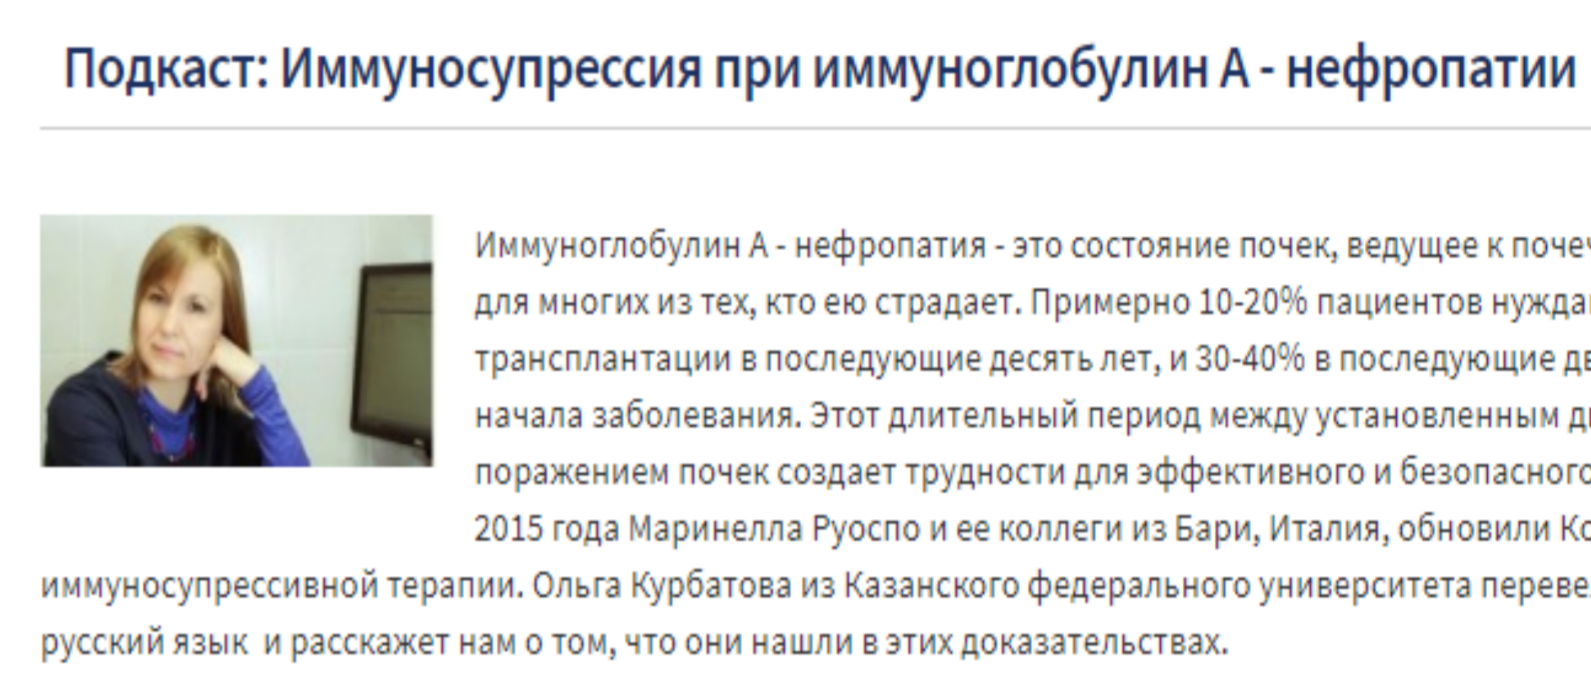 Подкаст: Иммуносупрессия при иммуноглобулин А - нефропатии
Иммуноглобулин А - нефропатия - это состояние почек, ведущее к
для многих из тех, кто ею страдает. Примерно 10-20% пациентов
трансплантации в последующие десять лет, и 30-40% в последующие
начала заболевания. Этот длительный период между установленным
поражением почек создает трудности для эффективного и безопасного
2015 года Маринелла Руоспо и ее коллеги из Бари, Италия, обновили
иммуносупрессивной терапии. Ольга Курбатова из Казанского федерального университета
русский язык и расскажет нам о том, что они нашли в этих доказательствах.